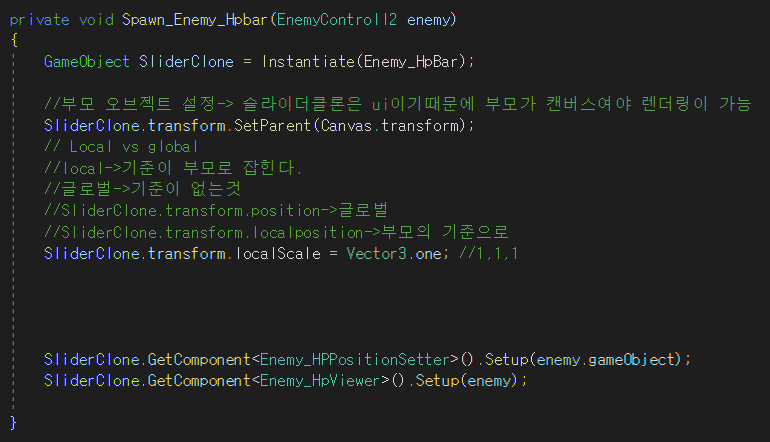 private void Spawn_Enemy_Hpbar(EnemyControll2 enemy)
{
GameObject SliderClone = Instantiate(Enemy_HpBar);
//부모 오브젝트 설정-> 슬라이더클론은 ui이기때문에 부모가 캔버스여야 렌더링이 가능
SliderClone.transform.SetParent(Canvas.transform);
// Local vs global
//local->기준이 부모로 잡힌다.
//글로벌->기준이 없는것
//SliderClone.transform.position->글로벌
//SliderClone.transform.localposition->부모의 기준으로
SliderClone.transform.localScale = Vector3.one; //1,1,1
SliderClone.GetComponent<Enemy_HPPositionSetter>().Setup(enemy.gameObject);
SliderClone.GetComponent<Enemy_HpViewer>().Setup(enemy);
}